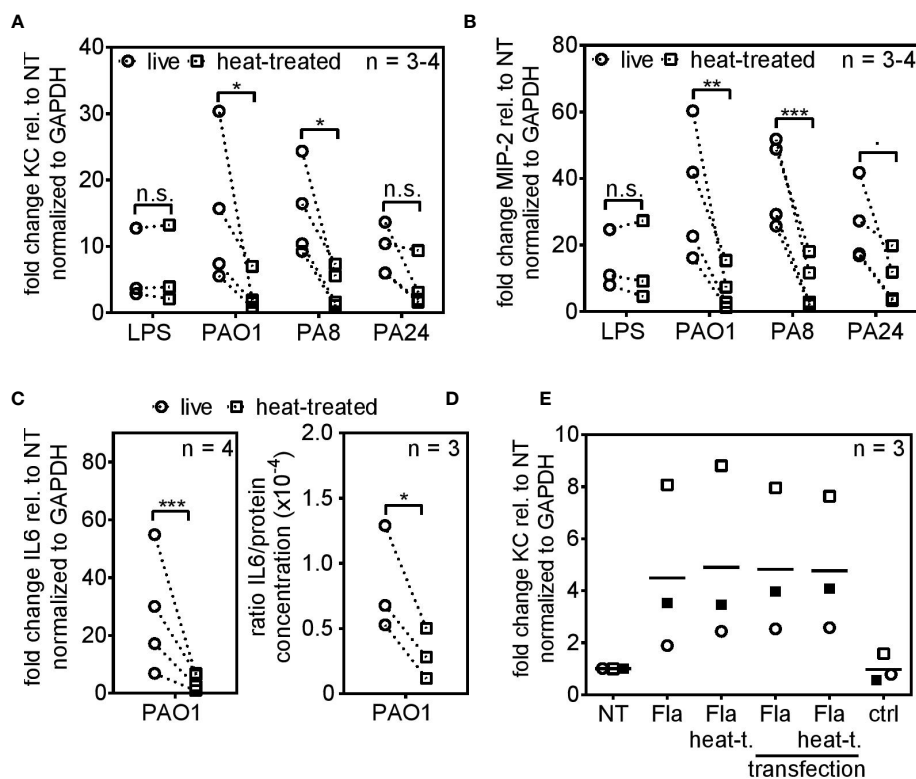 A
fold change KC rel. to NT
normalized to GAPDH
40
30
20
10
0
live heat-treated n = 3-4
n.s.
*
*
n.s.
LPS PAO1 PA8 PA24
B
fold change MIP-2 rel. to NT
normalized to GAPDH
80
60
40
20
0
live heat-treated n = 3-4
n.s.
**
***
.
LPS PAO1 PA8 PA24
C
live heat-treated
fold change IL6 rel. to NT
normalized to GAPDH
80
60
40
20
0
n = 4
***
PAO1
D
ratio IL6/protein
concentration (x10⁻⁴)
2.0
1.5
1.0
0.5
0
n = 3
*
PAO1
E
fold change KC rel. to NT
normalized to GAPDH
10
8
6
4
2
0
n = 3
NT Fla Fla Fla Fla ctrl
heat-t. heat-t.
transfection